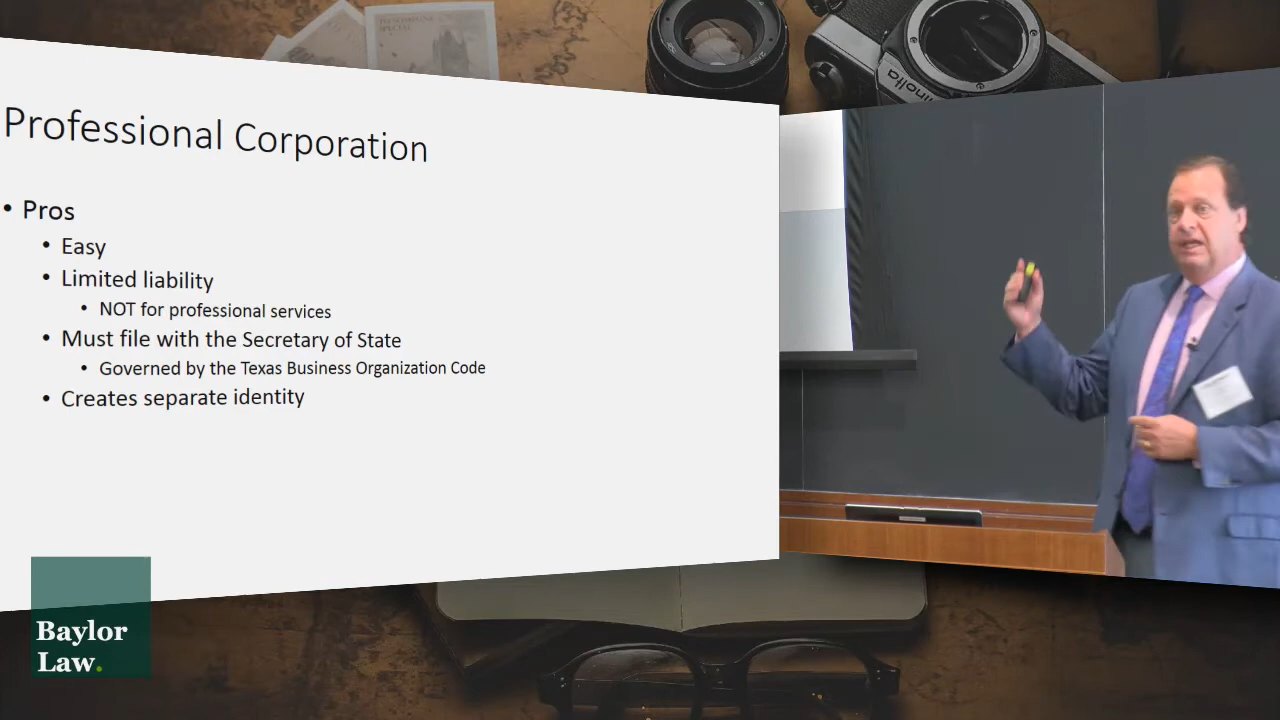 Professional Corporation
• Pros
• Easy
• Limited liability
• NOT for professional services
• Must file with the Secretary of State
• Governed by the Texas Business Organization Code
• Creates separate identity
minolta
Baylor
Law.